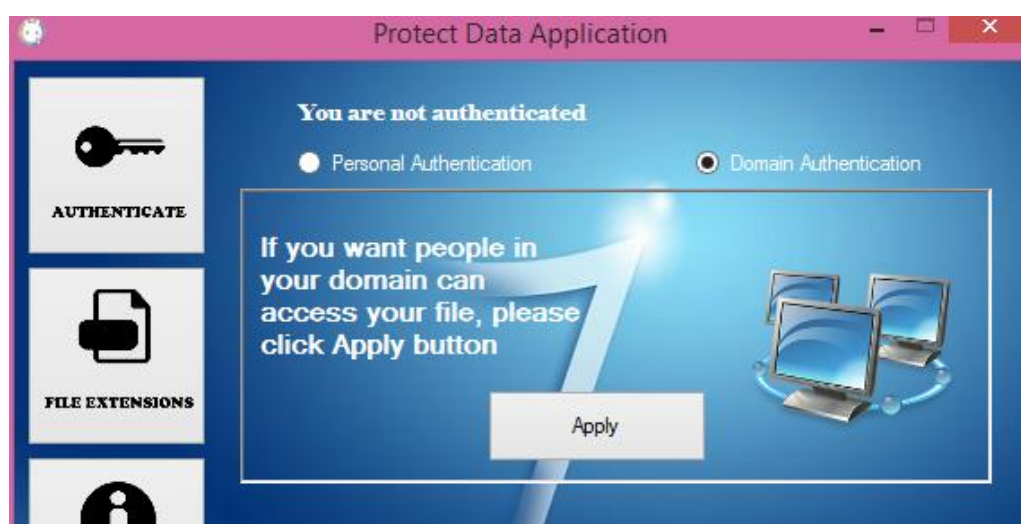 Protect Data Application
You are not authenticated
Personal Authentication
Domain Authentication
AUTHENTICATE
If you want people in
your domain can
access your file, please
click Apply button
FILE EXTENSIONS
Apply